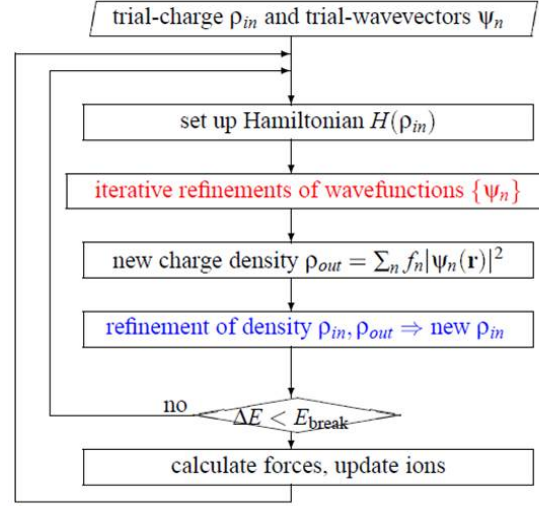 trial-charge ρ_in and trial-wavevectors ψ_n
set up Hamiltonian H(ρ_in)
iterative refinements of wavefunctions {ψ_n}
new charge density ρ_out = ∑_n f_n|ψ_n(r)|²
refinement of density ρ_in, ρ_out ⇒ new ρ_in
no
ΔE < E_break
calculate forces, update ions